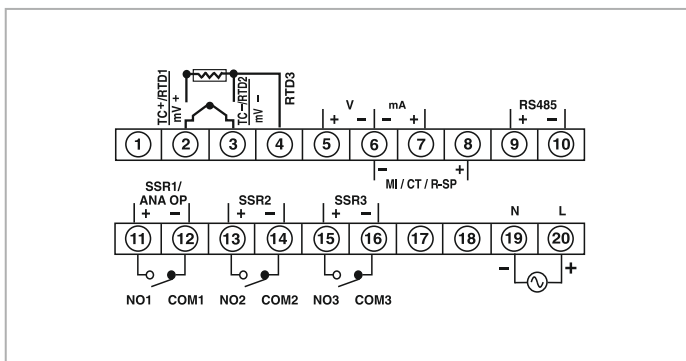 TC+/RTD1
mV +
TC−/RTD2
mV −
RTD3
V
+ −
mA
− +
RS485
+ −
1 2 3 4 5 6 7 8 9 10
− +
MI / CT / R-SP
SSR1/
ANA OP
+ −
SSR2
+ −
SSR3
+ −
N L
11 12 13 14 15 16 17 18 19 20
− +
NO1 COM1 NO2 COM2 NO3 COM3